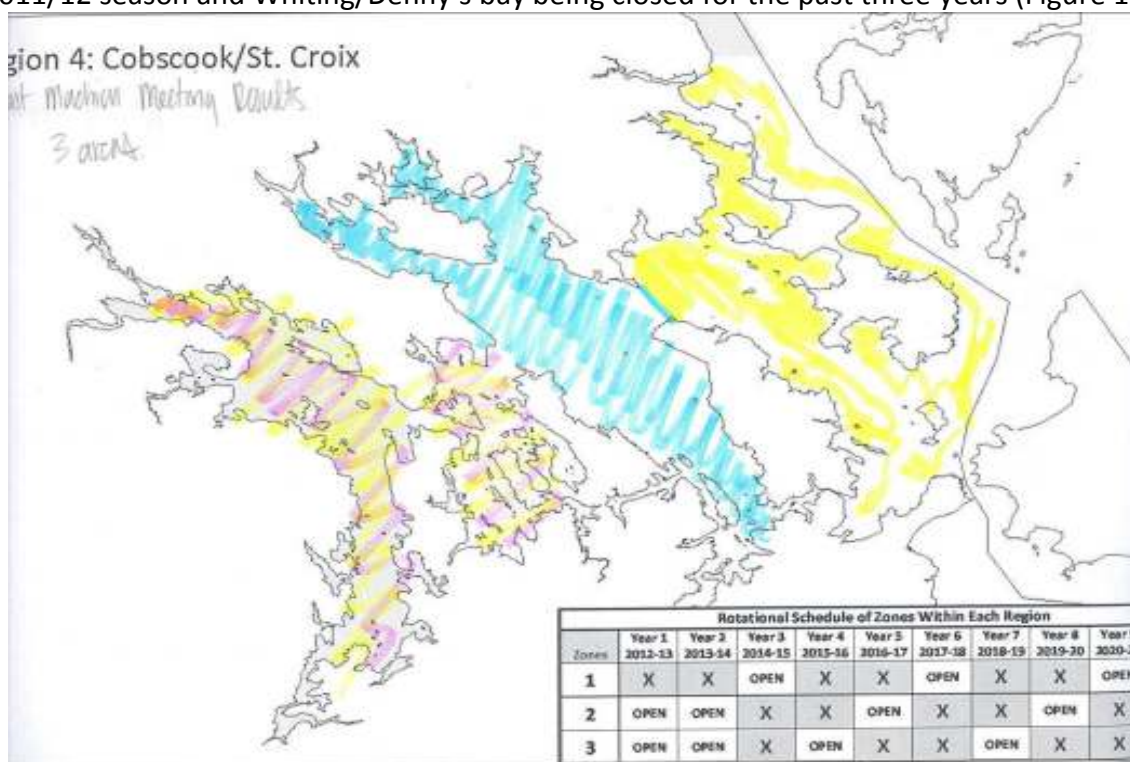 011/12 season and Whiting/Denny's bay being closed for the past three years (Figure 1
gion 4: Cobscook/St. Croix
Machias Meeting Results
3 areas
Rotational Schedule of Zones Within Each Region
Zones Year 1 2012-13 Year 2 2013-14 Year 3 2014-15 Year 4 2015-16 Year 5 2016-17 Year 6 2017-18 Year 7 2018-19 Year 8 2019-20 Year 2020-2
1 X X OPEN X X OPEN X X OPEN
2 OPEN OPEN X X OPEN X X OPEN X
3 OPEN OPEN X OPEN X X OPEN X X